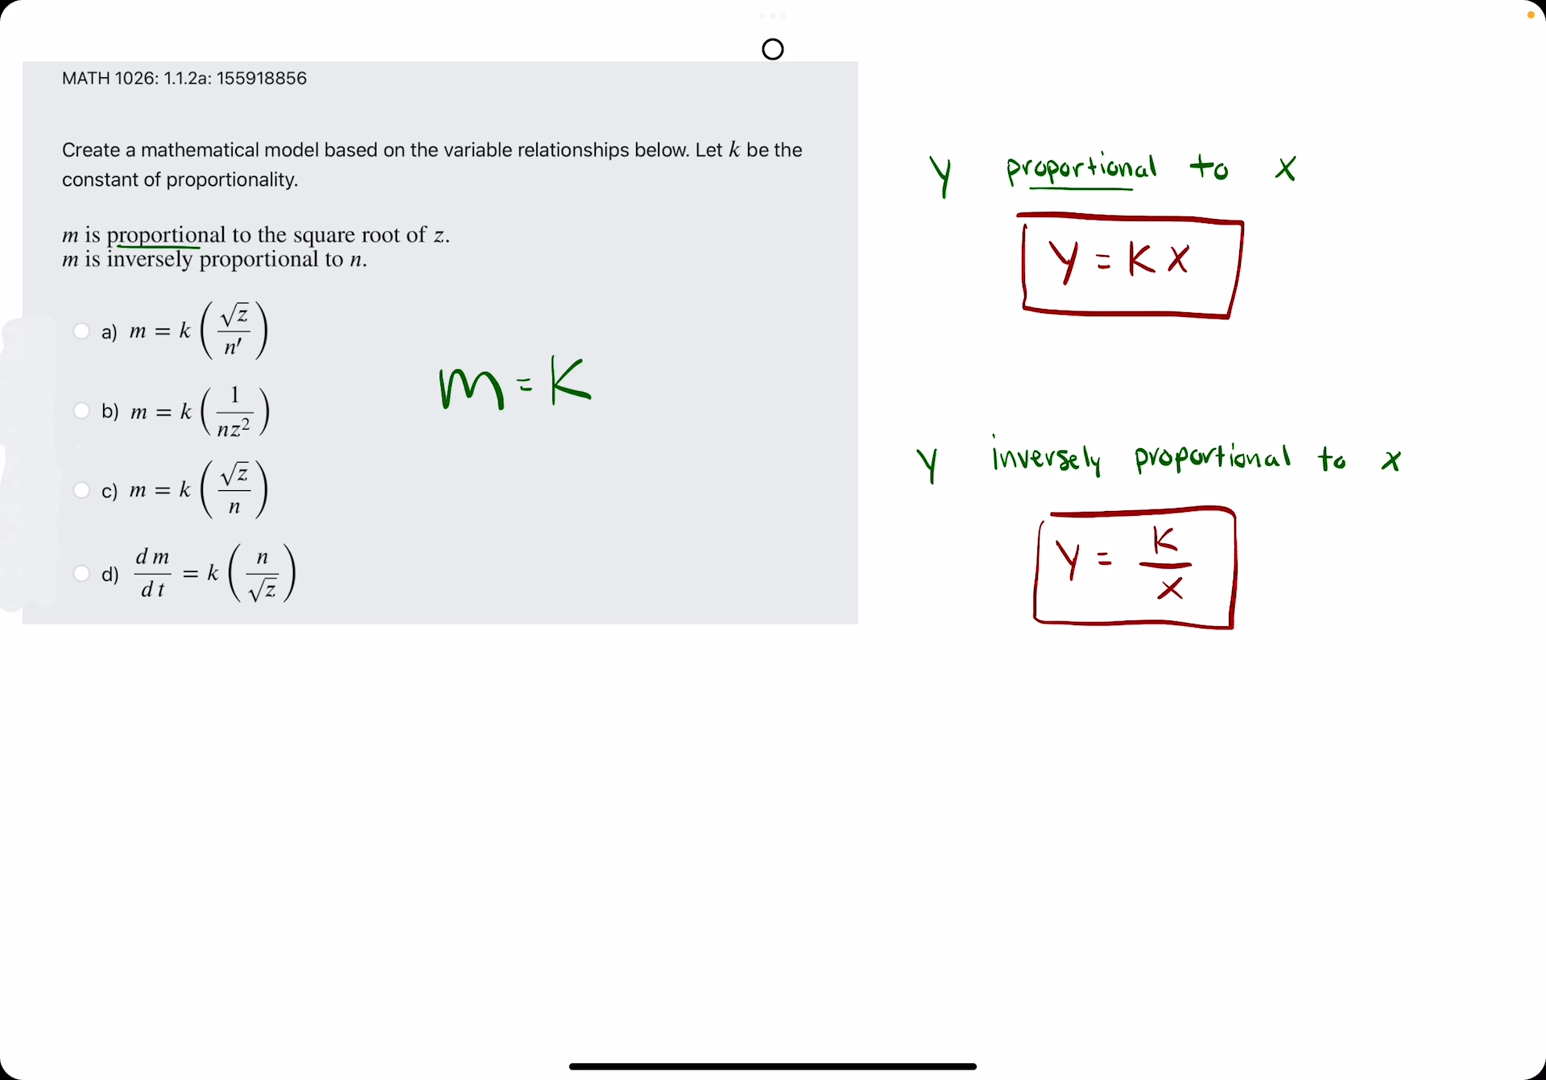 MATH 1026: 1.1.2a: 155918856
Create a mathematical model based on the variable relationships below. Let k be the
constant of proportionality.
m is proportional to the square root of z.
m is inversely proportional to n.
a) m = k (√z / n′)
b) m = k (1 / nz²)
c) m = k (√z / n)
d) dm/dt = k (n / √z)
m = K
y proportional to x
y = K x
y inversely proportional to x
y = K / x